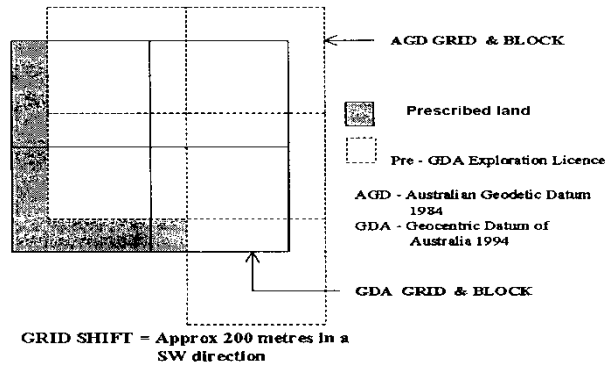 AGD GRID & BLOCK
Prescribed land
Pre - GDA Exploration Licence
AGD - Australian Geodetic Datum
1984
GDA - Geocentric Datum of
Australia 1994
GDA GRID & BLOCK
GRID SHIFT = Approx 200 metres in a
SW direction